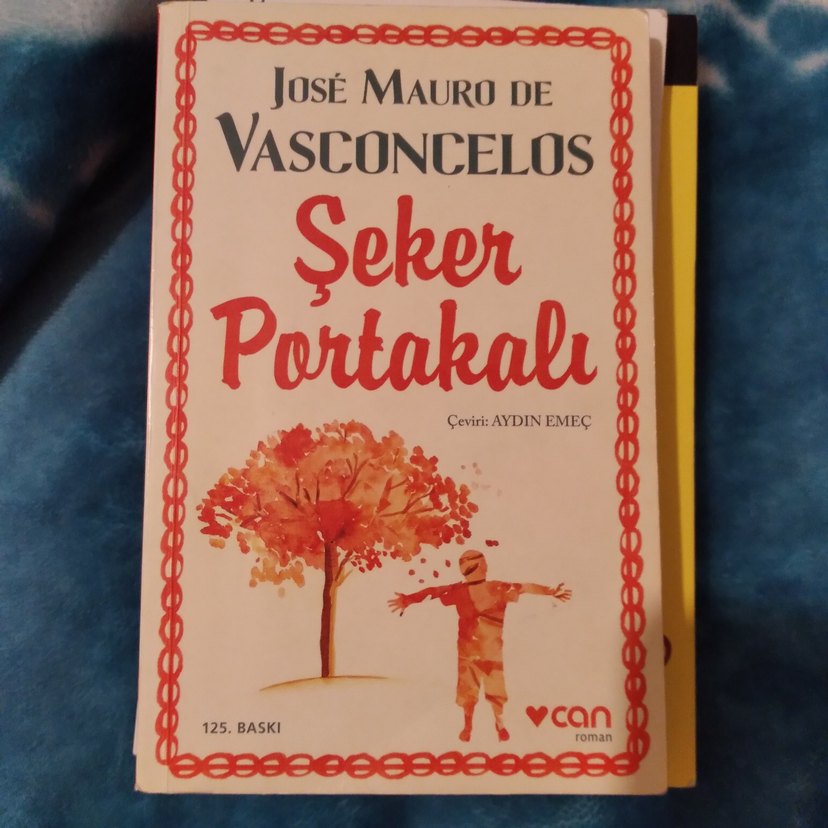 JOSÉ MAURO DE
VASCONCELOS
Şeker
Portakalı
Çeviri: AYDIN EMEÇ
125. BASKI
can
roman